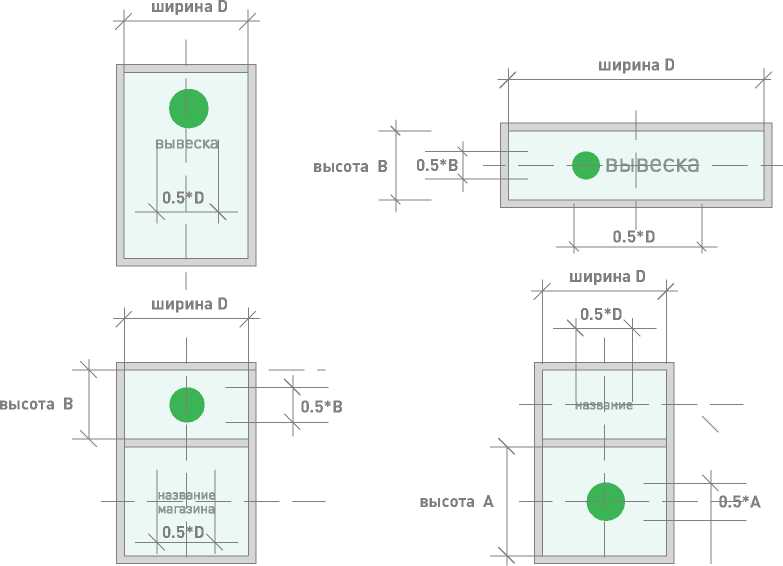 ширина D
вывеска
0.5*D
ширина D
высота B
0.5*B
вывеска
0.5*D
ширина D
высота B
0.5*B
название
магазина
0.5*D
ширина D
0.5*D
название
высота A
0.5*A